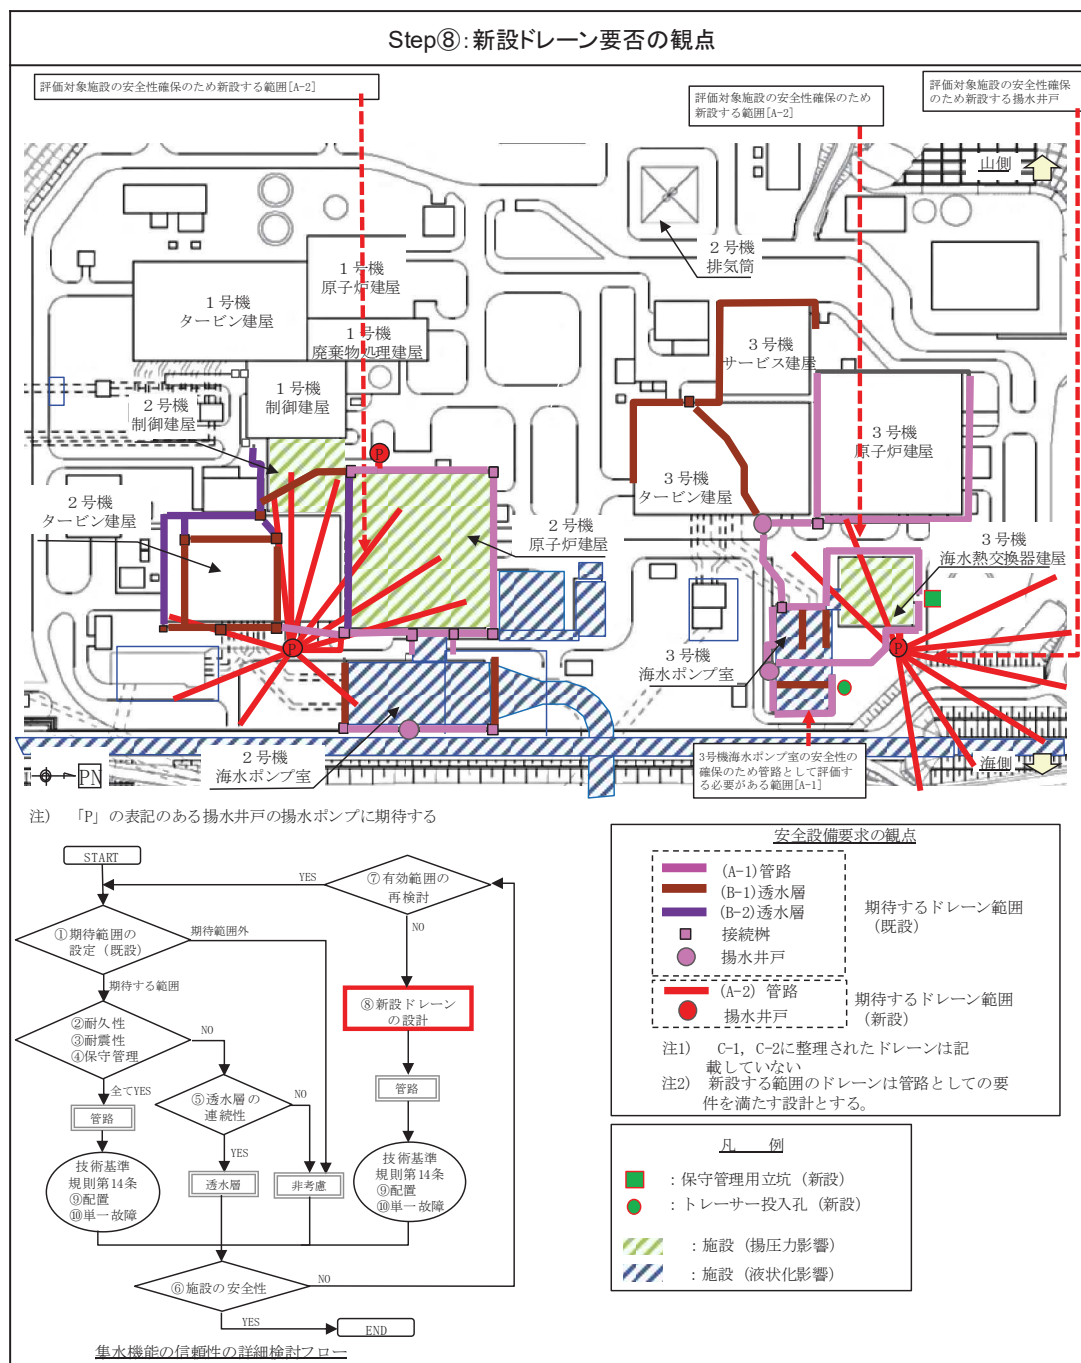 Step⑧：新設ドレーン要否の観点
評価対象施設の安全性確保のため新設する範囲[A-2]
評価対象施設の安全性確保のため
新設する範囲[A-2]
評価対象施設の安全性確保
のため新設する揚水井戸
山側
２号機
排気筒
１号機
原子炉建屋
１号機
タービン建屋
１号機
廃棄物処理建屋
１号機
制御建屋
２号機
制御建屋
３号機
サービス建屋
３号機
原子炉建屋
３号機
タービン建屋
P
２号機
タービン建屋
２号機
原子炉建屋
３号機
海水熱交換器建屋
P
P
３号機
海水ポンプ室
２号機
海水ポンプ室
3号機海水ポンプ室の安全性の
確保のため管路として評価す
る必要がある範囲[A-1]
海側
PN
注）　「P」の表記のある揚水井戸の揚水ポンプに期待する
START
YES
⑦有効範囲の
再検討
NO
①期待範囲の
設定（既設）
期待範囲外
期待する範囲
②耐久性
③耐震性
④保守管理
NO
全てYES
管路
⑤透水層の
連続性
NO
YES
透水層
非考慮
⑧新設ドレーン
の設計
管路
技術基準
規則第14条
⑨配置
⑩単一故障
技術基準
規則第14条
⑨配置
⑩単一故障
⑥施設の安全性
NO
YES
END
集水機能の信頼性の詳細検討フロー
安全設備要求の観点
(A-1)管路
(B-1)透水層
(B-2)透水層
接続桝
揚水井戸
期待するドレーン範囲
（既設）
(A-2) 管路
揚水井戸
期待するドレーン範囲
（新設）
注1)　C-1, C-2に整理されたドレーンは記
載していない
注2)　新設する範囲のドレーンは管路としての要
件を満たす設計とする。
凡　例
：保守管理用立坑（新設）
：トレーサー投入孔（新設）
：施設（揚圧力影響）
：施設（液状化影響）